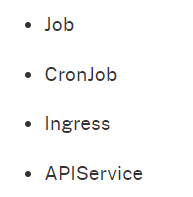 • Job
• CronJob
• Ingress
• APIService